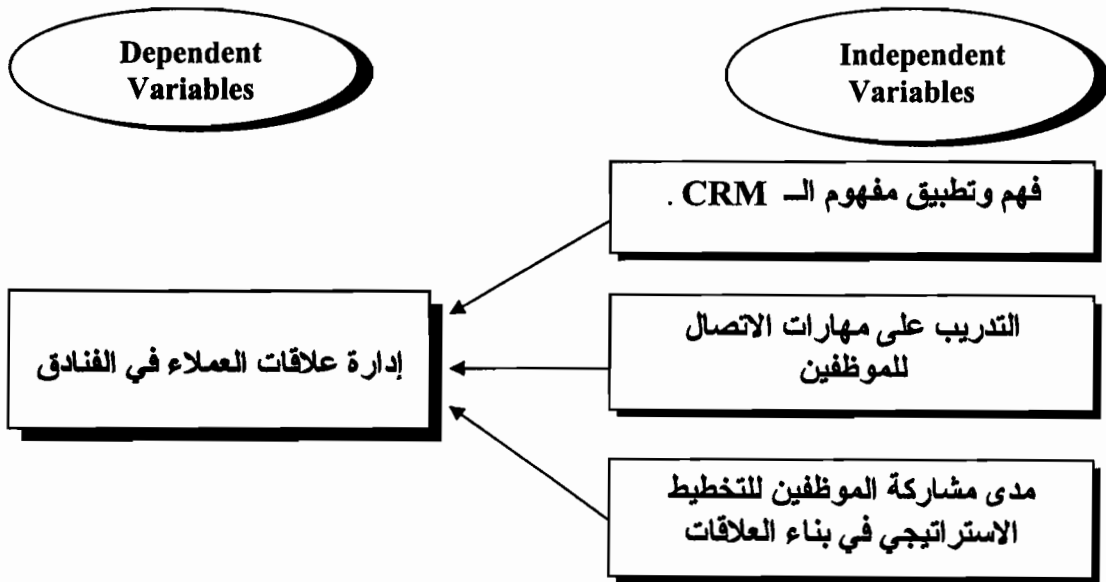 Dependent
Variables
Independent
Variables
فهم وتطبيق مفهوم الــ CRM .
التدريب على مهارات الاتصال
للموظفين
إدارة علاقات العملاء في الفنادق
مدى مشاركة الموظفين للتخطيط
الاستراتيجي في بناء العلاقات